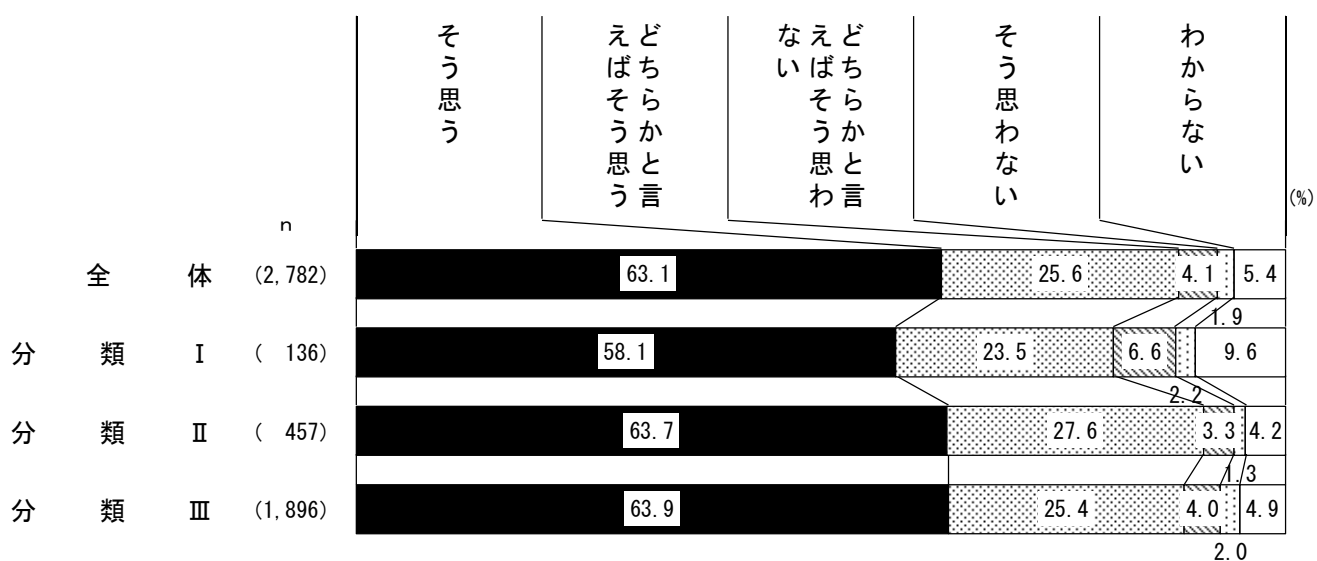 そう思う
どちらかと言
えばそう思う
どちらかと言
えばそう思わ
ない
そう思わない
わからない
(%)
n
全 体 (2,782) 63.1 25.6 4.1 5.4
1.9
分 類 Ⅰ ( 136) 58.1 23.5 6.6 9.6
2.2
分 類 Ⅱ ( 457) 63.7 27.6 3.3 4.2
1.3
分 類 Ⅲ (1,896) 63.9 25.4 4.0 4.9
2.0